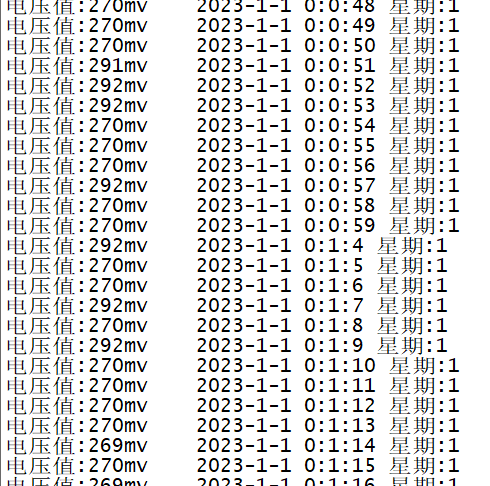 电压值:270mv 2023-1-1 0:0:48 星期:1
电压值:270mv 2023-1-1 0:0:49 星期:1
电压值:270mv 2023-1-1 0:0:50 星期:1
电压值:291mv 2023-1-1 0:0:51 星期:1
电压值:292mv 2023-1-1 0:0:52 星期:1
电压值:292mv 2023-1-1 0:0:53 星期:1
电压值:270mv 2023-1-1 0:0:54 星期:1
电压值:270mv 2023-1-1 0:0:55 星期:1
电压值:270mv 2023-1-1 0:0:56 星期:1
电压值:292mv 2023-1-1 0:0:57 星期:1
电压值:270mv 2023-1-1 0:0:58 星期:1
电压值:270mv 2023-1-1 0:0:59 星期:1
电压值:292mv 2023-1-1 0:1:4 星期:1
电压值:270mv 2023-1-1 0:1:5 星期:1
电压值:270mv 2023-1-1 0:1:6 星期:1
电压值:292mv 2023-1-1 0:1:7 星期:1
电压值:270mv 2023-1-1 0:1:8 星期:1
电压值:292mv 2023-1-1 0:1:9 星期:1
电压值:270mv 2023-1-1 0:1:10 星期:1
电压值:270mv 2023-1-1 0:1:11 星期:1
电压值:270mv 2023-1-1 0:1:12 星期:1
电压值:270mv 2023-1-1 0:1:13 星期:1
电压值:269mv 2023-1-1 0:1:14 星期:1
电压值:270mv 2023-1-1 0:1:15 星期:1
电压值:269mv 2023-1-1 0:1:16 星期:1